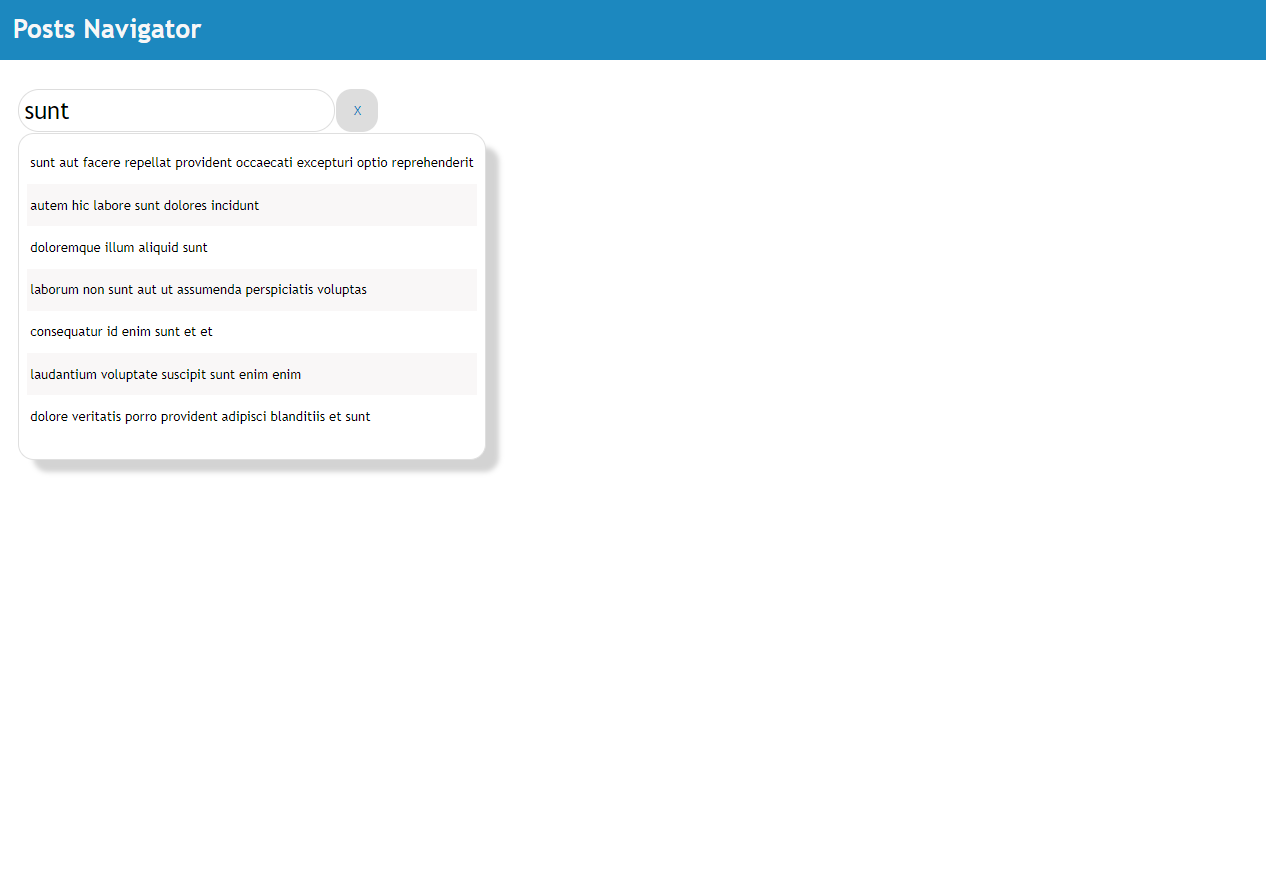 Posts Navigator
sunt
X
sunt aut facere repellat provident occaecati excepturi optio reprehenderit
autem hic labore sunt dolores incidunt
doloremque illum aliquid sunt
laborum non sunt aut ut assumenda perspiciatis voluptas
consequatur id enim sunt et et
laudantium voluptate suscipit sunt enim enim
dolore veritatis porro provident adipisci blanditiis et sunt